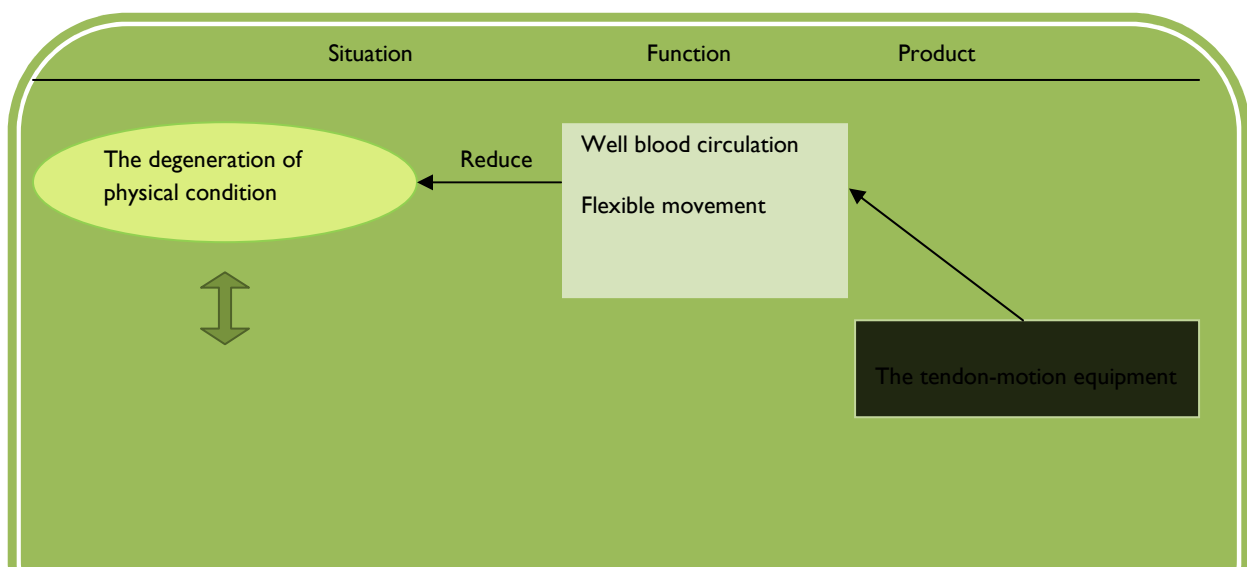 Situation Function Product
The degeneration of
physical condition
Reduce
Well blood circulation
Flexible movement
The tendon-motion equipment